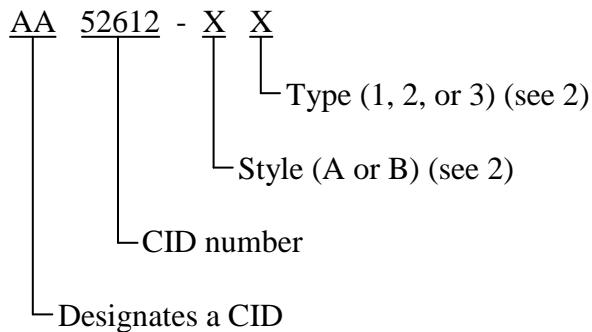 AA 52612 - X X
Type (1, 2, or 3) (see 2)
Style (A or B) (see 2)
CID number
Designates a CID